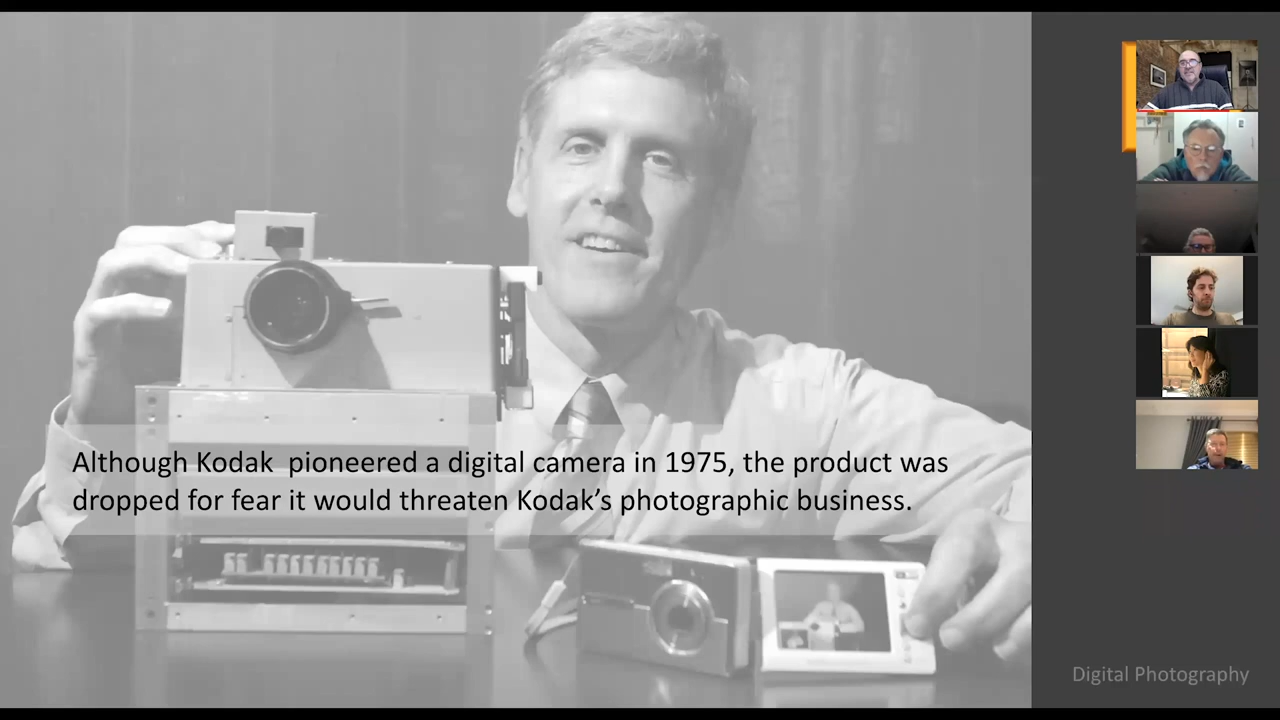 Although Kodak  pioneered a digital camera in 1975, the product was
dropped for fear it would threaten Kodak’s photographic business.
Digital Photography